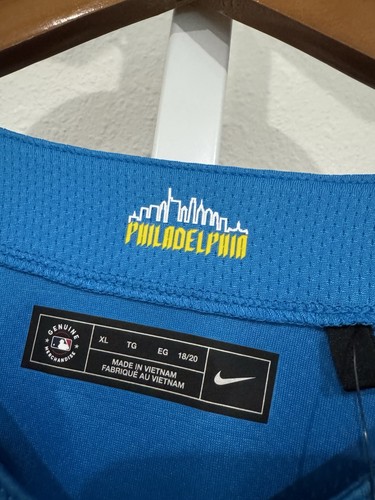 PHILADELPHIA
GENUINE
MERCHANDISE
XL TG EG 18/20
MADE IN VIETNAM
FABRIQUÉ AU VIETNAM